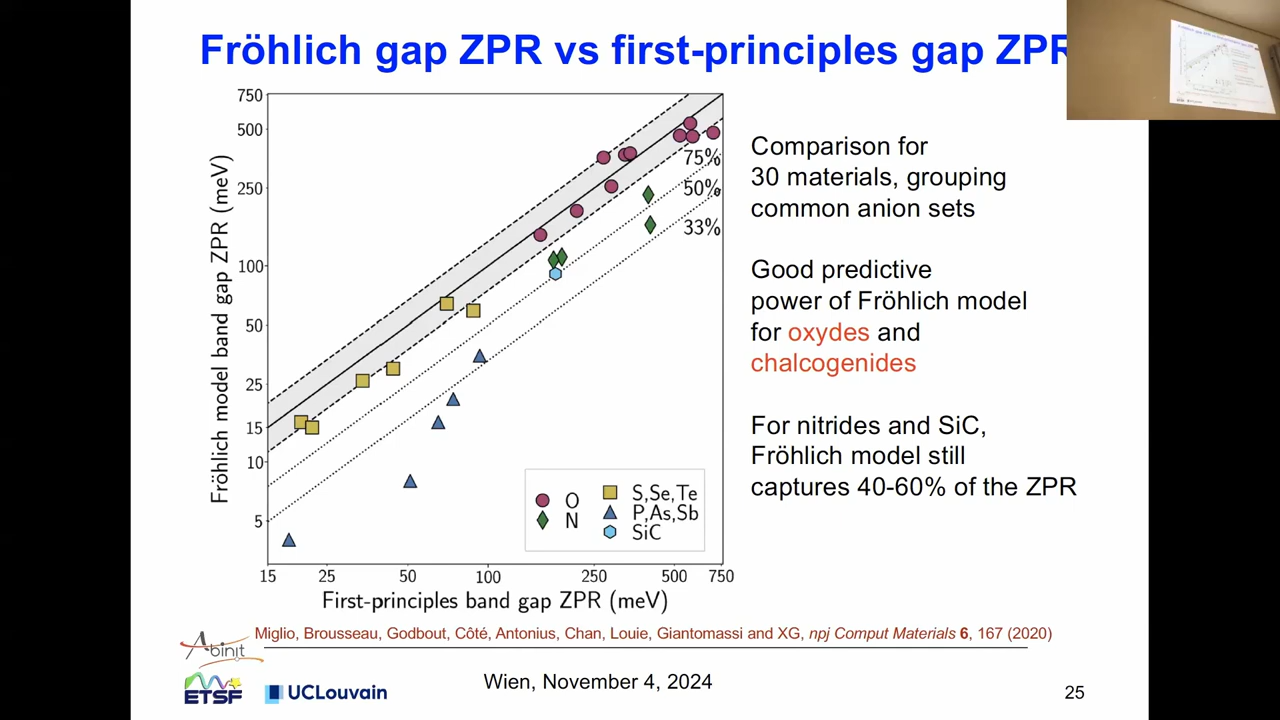 Fröhlich gap ZPR vs first-principles gap ZPR
750
500
250
100
50
25
15
10
5
Fröhlich model band gap ZPR (meV)
75%
50%
33%
O
N
S,Se,Te
P,As,Sb
SiC
15 25 50 100 250 500 750
First-principles band gap ZPR (meV)
Comparison for
30 materials, grouping
common anion sets
Good predictive
power of Fröhlich model
for oxydes and
chalcogenides
For nitrides and SiC,
Fröhlich model still
captures 40-60% of the ZPR
Miglio, Brousseau, Godbout, Côté, Antonius, Chan, Louie, Giantomassi and XG, npj Comput Materials 6, 167 (2020)
Abinit
ETSF
UCLouvain
Wien, November 4, 2024
25